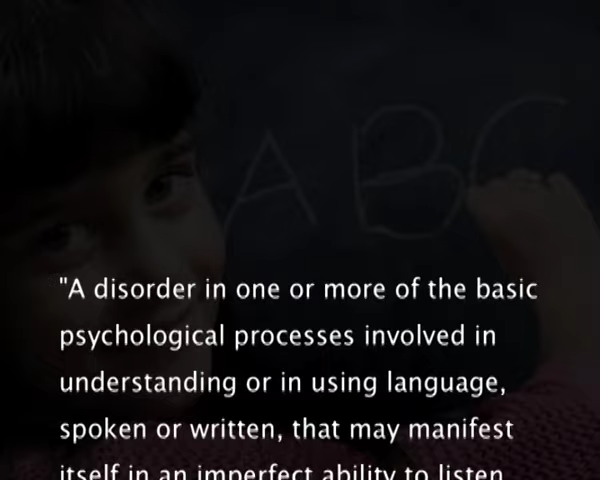 A B C
"A disorder in one or more of the basic
psychological processes involved in
understanding or in using language,
spoken or written, that may manifest
itself in an imperfect ability to listen